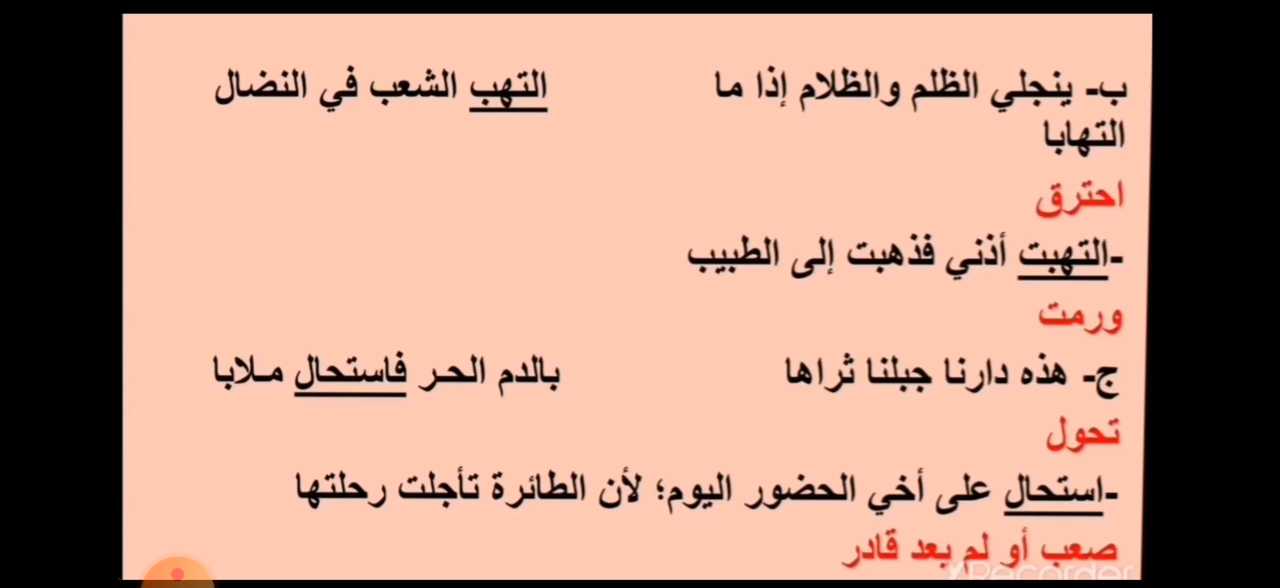 ب- ينجلي الظلم والظلام إذا ما التهب الشعب في النضال
التهابا
احترق
-التهبت أذني فذهبت إلى الطبيب
ورمت
ج- هذه دارنا جبلنا ثراها بالدم الحر فاستحال ملابا
تحول
-استحال على أخي الحضور اليوم؛ لأن الطائرة تأجلت رحلتها
صعب أو لم يعد قادر
XRecorder